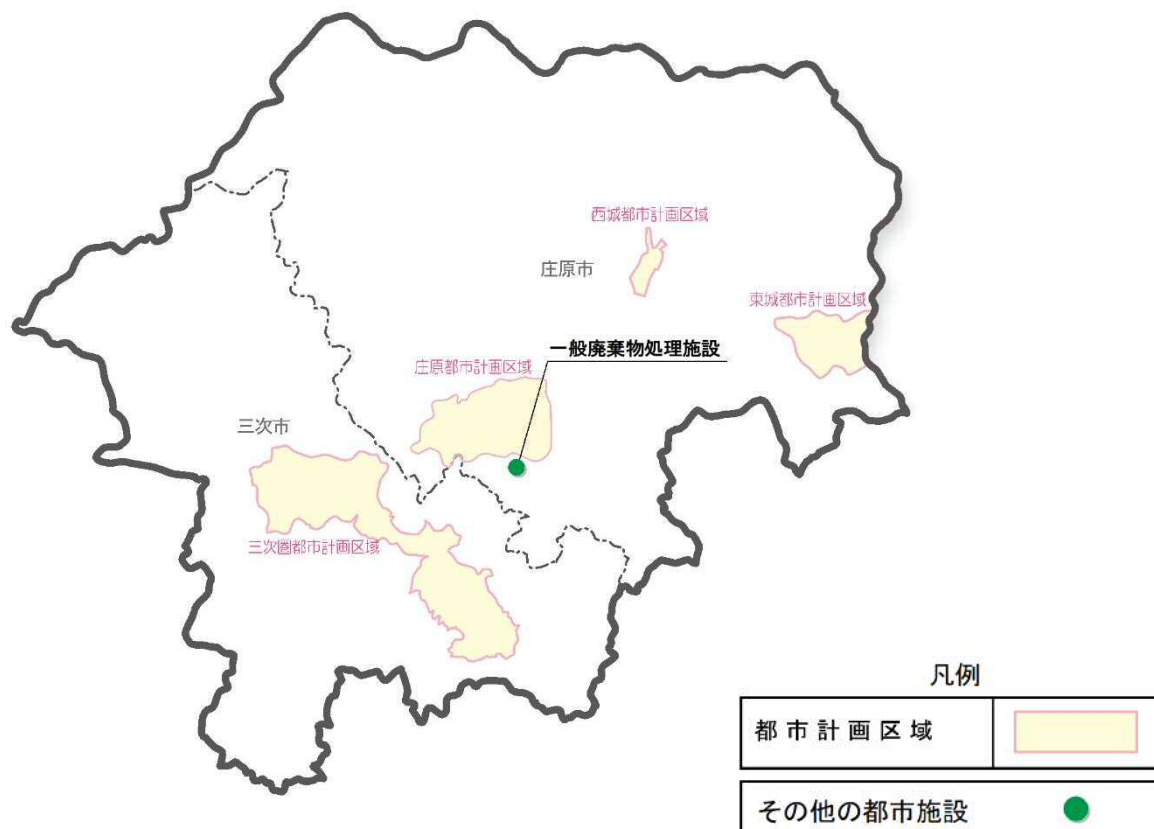 西城都市計画区域
庄原市
東城都市計画区域
一般廃棄物処理施設
庄原都市計画区域
三次市
三次圏都市計画区域
凡例
都市計画区域
その他の都市施設